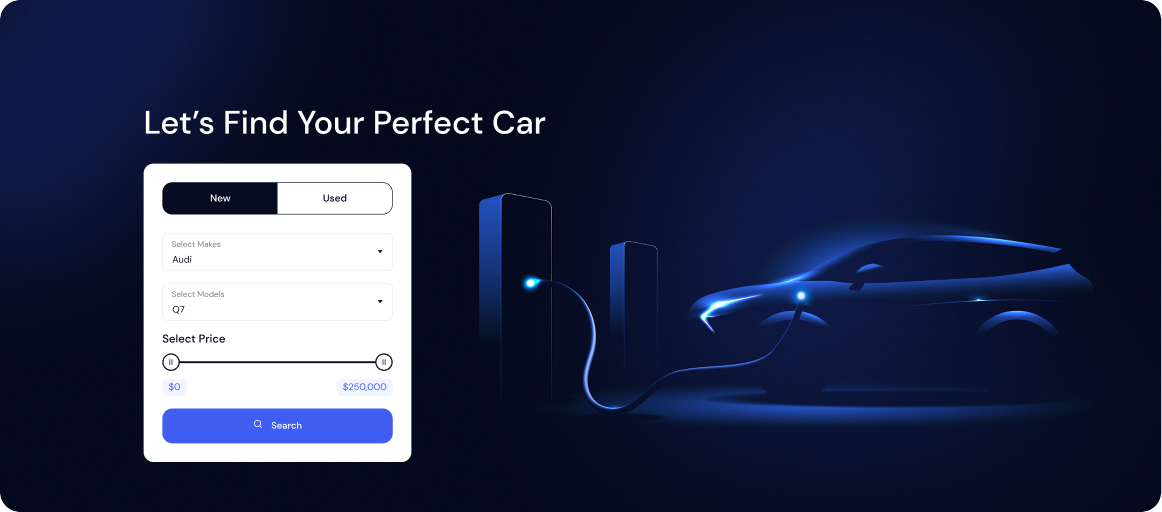 Let’s Find Your Perfect Car
New Used
Select Makes
Audi
Select Models
Q7
Select Price
$0 $250,000
Search